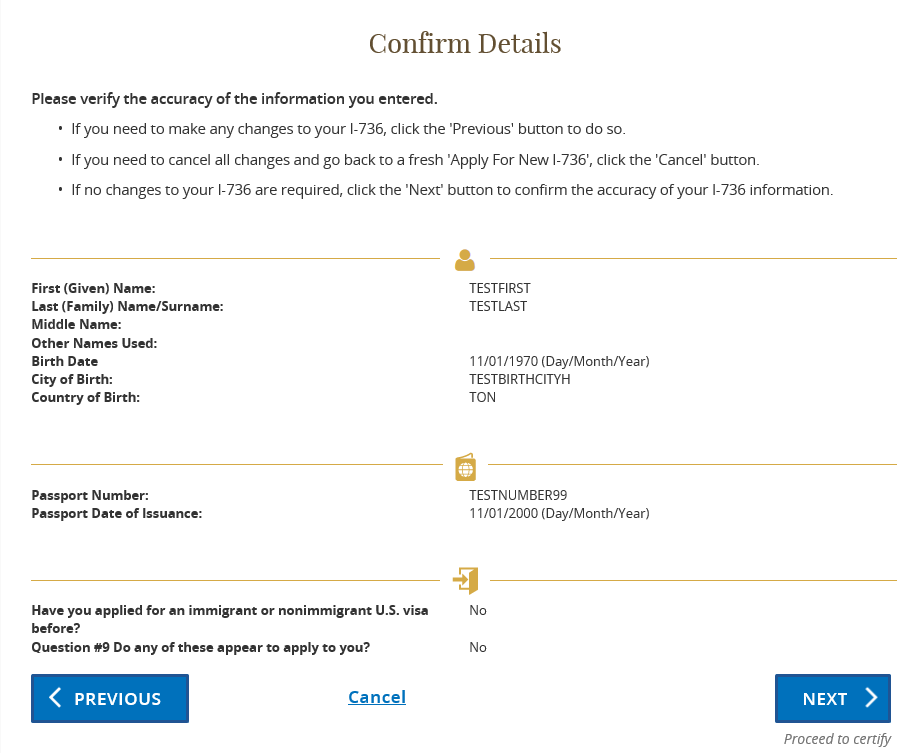 Confirm Details
Please verify the accuracy of the information you entered.
• If you need to make any changes to your I-736, click the 'Previous' button to do so.
• If you need to cancel all changes and go back to a fresh 'Apply For New I-736', click the 'Cancel' button.
• If no changes to your I-736 are required, click the 'Next' button to confirm the accuracy of your I-736 information.
First (Given) Name: TESTFIRST
Last (Family) Name/Surname: TESTLAST
Middle Name:
Other Names Used:
Birth Date 11/01/1970 (Day/Month/Year)
City of Birth: TESTBIRTHCITYH
Country of Birth: TON
Passport Number: TESTNUMBER99
Passport Date of Issuance: 11/01/2000 (Day/Month/Year)
Have you applied for an immigrant or nonimmigrant U.S. visa No
before?
Question #9 Do any of these appear to apply to you? No
PREVIOUS Cancel NEXT
Proceed to certify